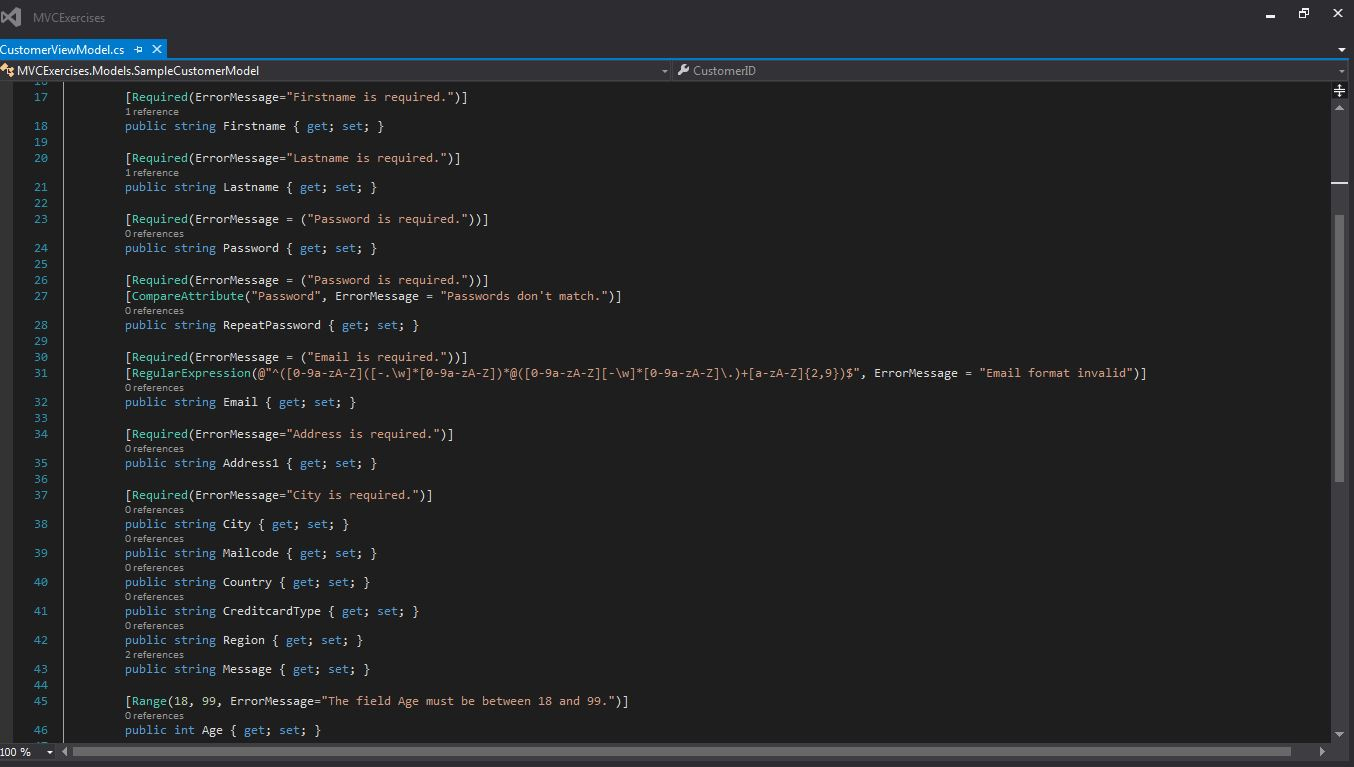 MVCExercises
CustomerViewModel.cs
MVCExercises.Models.SampleCustomerModel CustomerID
17 [Required(ErrorMessage="Firstname is required.")]
1 reference
18 public string Firstname { get; set; }
19
20 [Required(ErrorMessage="Lastname is required.")]
1 reference
21 public string Lastname { get; set; }
22
23 [Required(ErrorMessage = ("Password is required."))]
0 references
24 public string Password { get; set; }
25
26 [Required(ErrorMessage = ("Password is required."))]
27 [CompareAttribute("Password", ErrorMessage = "Passwords don't match.")]
0 references
28 public string RepeatPassword { get; set; }
29
30 [Required(ErrorMessage = ("Email is required."))]
31 [RegularExpression(@"^([0-9a-zA-Z]([-.\w]*[0-9a-zA-Z])*@([0-9a-zA-Z][-\w]*[0-9a-zA-Z]\.)+[a-zA-Z]{2,9})$", ErrorMessage = "Email format invalid")]
0 references
32 public string Email { get; set; }
33
34 [Required(ErrorMessage="Address is required.")]
0 references
35 public string Address1 { get; set; }
36
37 [Required(ErrorMessage="City is required.")]
0 references
38 public string City { get; set; }
0 references
39 public string Mailcode { get; set; }
0 references
40 public string Country { get; set; }
0 references
41 public string CreditcardType { get; set; }
0 references
42 public string Region { get; set; }
2 references
43 public string Message { get; set; }
44
45 [Range(18, 99, ErrorMessage="The field Age must be between 18 and 99.")]
0 references
46 public int Age { get; set; }
100 %